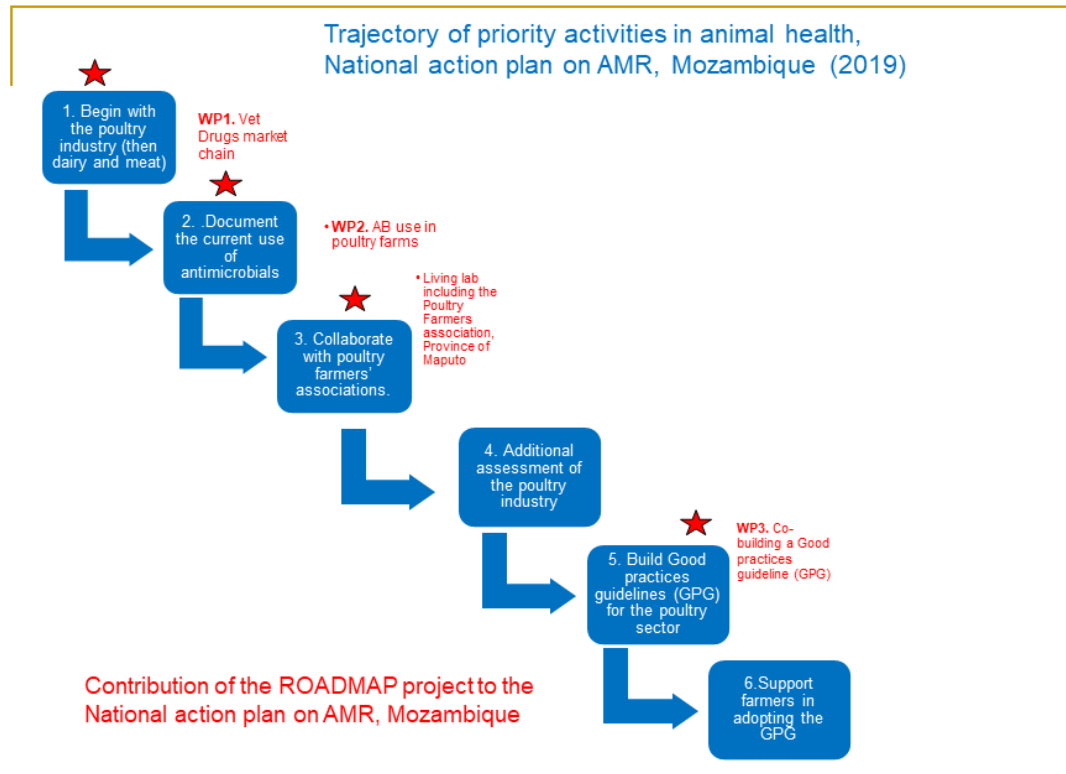 Trajectory of priority activities in animal health,
National action plan on AMR, Mozambique (2019)
1. Begin with
the poultry
industry (then
dairy and meat)
WP1. Vet
Drugs market
chain
2. .Document
the current use
of
antimicrobials
• WP2. AB use in
poultry farms
3. Collaborate
with poultry
farmers'
associations.
• Living lab
including the
Poultry
Farmers
association,
Province of
Maputo
4. Additional
assessment of
the poultry
industry
5. Build Good
practices
guidelines (GPG)
for the poultry
sector
WP3. Co-
building a Good
practices
guideline (GPG)
6.Support
farmers in
adopting the
GPG
Contribution of the ROADMAP project to the
National action plan on AMR, Mozambique